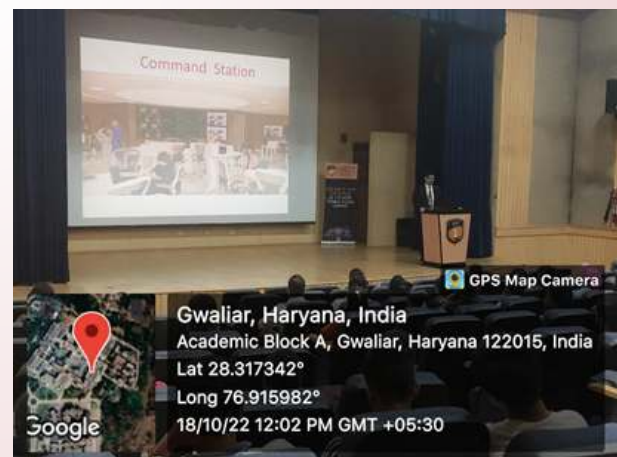 Command Station
GPS Map Camera
Gwaliar, Haryana, India
Academic Block A, Gwaliar, Haryana 122015, India
Lat 28.317342°
Long 76.915982°
18/10/22 12:02 PM GMT +05:30
Google